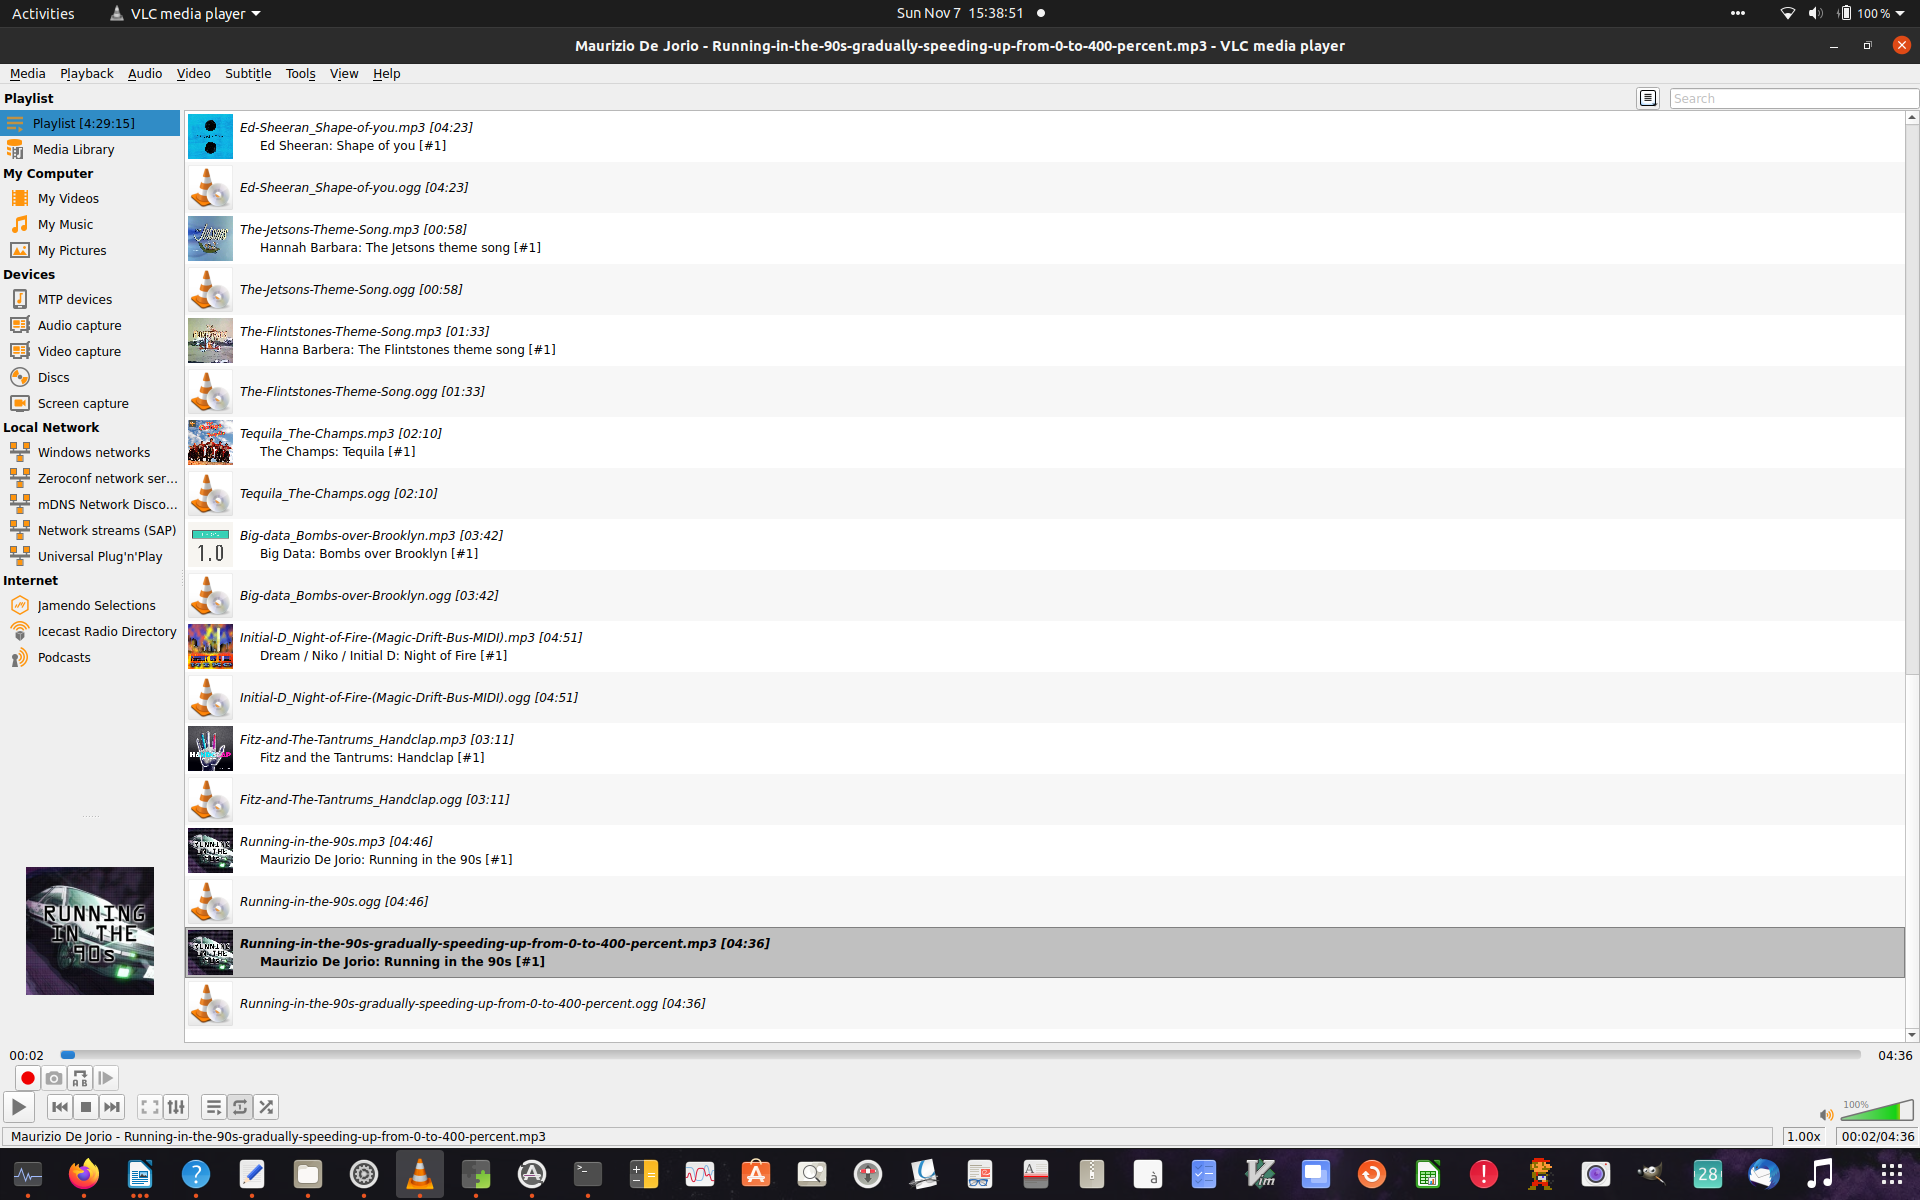 Activities
VLC media player
Sun Nov 7 15:38:51
100 %
Maurizio De Jorio - Running-in-the-90s-gradually-speeding-up-from-0-to-400-percent.mp3 - VLC media player
Media Playback Audio Video Subtitle Tools View Help
Playlist
Search
Playlist [4:29:15]
Media Library
My Computer
My Videos
My Music
My Pictures
Devices
MTP devices
Audio capture
Video capture
Discs
Screen capture
Local Network
Windows networks
Zeroconf network ser...
mDNS Network Disco...
Network streams (SAP)
Universal Plug'n'Play
Internet
Jamendo Selections
Icecast Radio Directory
Podcasts
Ed-Sheeran_Shape-of-you.mp3 [04:23]
Ed Sheeran: Shape of you [#1]
Ed-Sheeran_Shape-of-you.ogg [04:23]
The-Jetsons-Theme-Song.mp3 [00:58]
Hannah Barbara: The Jetsons theme song [#1]
The-Jetsons-Theme-Song.ogg [00:58]
The-Flintstones-Theme-Song.mp3 [01:33]
Hanna Barbera: The Flintstones theme song [#1]
The-Flintstones-Theme-Song.ogg [01:33]
Tequila_The-Champs.mp3 [02:10]
The Champs: Tequila [#1]
Tequila_The-Champs.ogg [02:10]
1.0
Big-data_Bombs-over-Brooklyn.mp3 [03:42]
Big Data: Bombs over Brooklyn [#1]
Big-data_Bombs-over-Brooklyn.ogg [03:42]
Initial-D_Night-of-Fire-(Magic-Drift-Bus-MIDI).mp3 [04:51]
Dream / Niko / Initial D: Night of Fire [#1]
Initial-D_Night-of-Fire-(Magic-Drift-Bus-MIDI).ogg [04:51]
Fitz-and-The-Tantrums_Handclap.mp3 [03:11]
Fitz and the Tantrums: Handclap [#1]
Fitz-and-The-Tantrums_Handclap.ogg [03:11]
Running-in-the-90s.mp3 [04:46]
Maurizio De Jorio: Running in the 90s [#1]
Running-in-the-90s.ogg [04:46]
Running-in-the-90s-gradually-speeding-up-from-0-to-400-percent.mp3 [04:36]
Maurizio De Jorio: Running in the 90s [#1]
Running-in-the-90s-gradually-speeding-up-from-0-to-400-percent.ogg [04:36]
RUNNING
IN THE
90s
00:02
04:36
A B
100%
Maurizio De Jorio - Running-in-the-90s-gradually-speeding-up-from-0-to-400-percent.mp3
1.00x
00:02/04:36
28